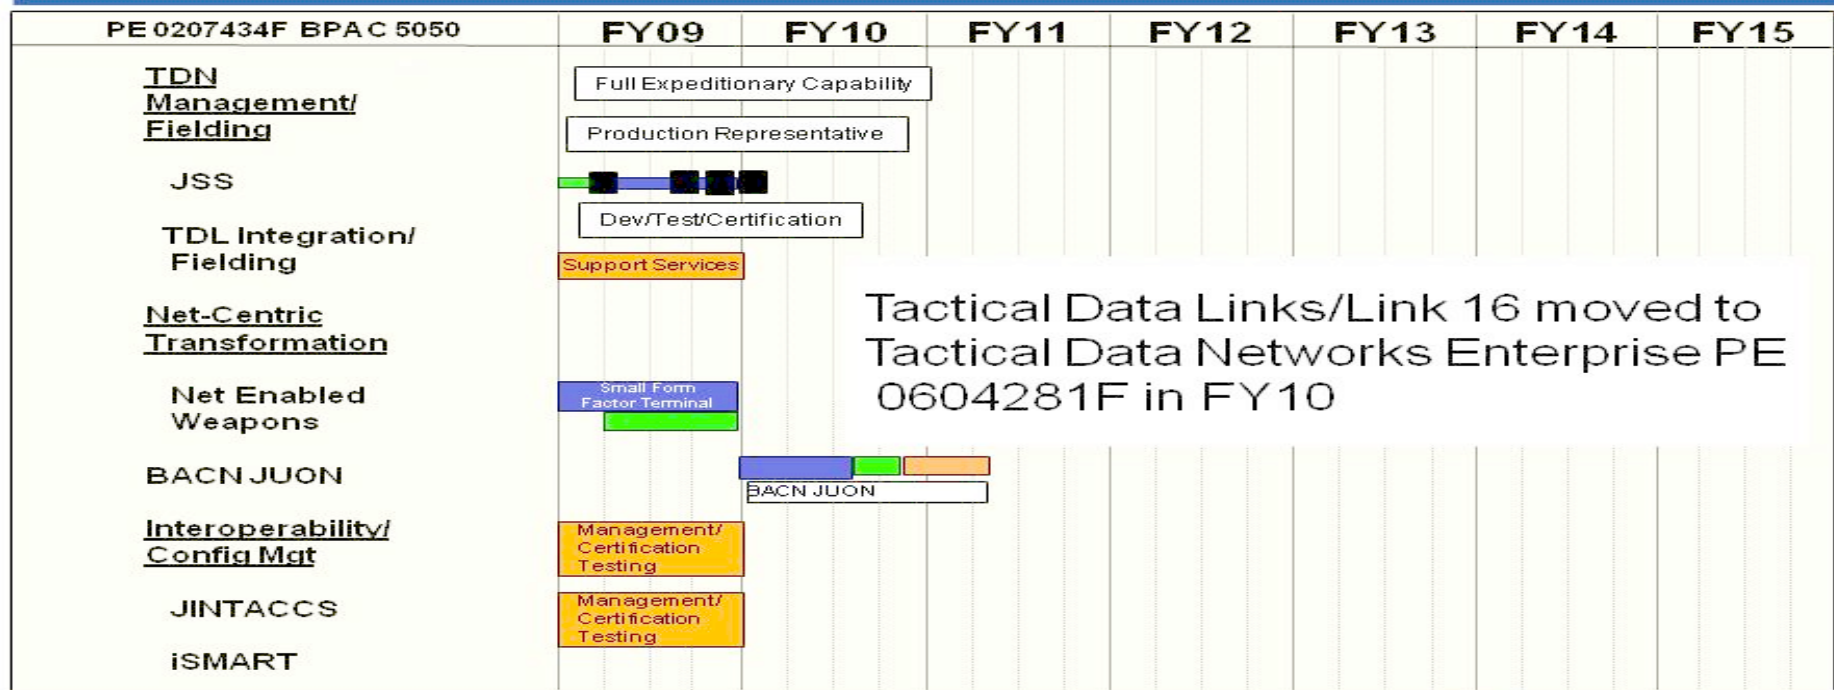 PE 0207434F BPAC 5050 FY09 FY10 FY11 FY12 FY13 FY14 FY15
TDN
Management/
Fielding
Full Expeditionary Capability
Production Representative
JSS
Dev/Test/Certification
TDL Integration/
Fielding
Support Services
Tactical Data Links/Link 16 moved to
Tactical Data Networks Enterprise PE
0604281F in FY10
Net-Centric
Transformation
Net Enabled
Weapons
Small Form
Factor Terminal
BACN JUON
BACN JUON
Interoperability/
Config Mgt
Management/
Certification
Testing
JINTACCS
Management/
Certification
Testing
iSMART